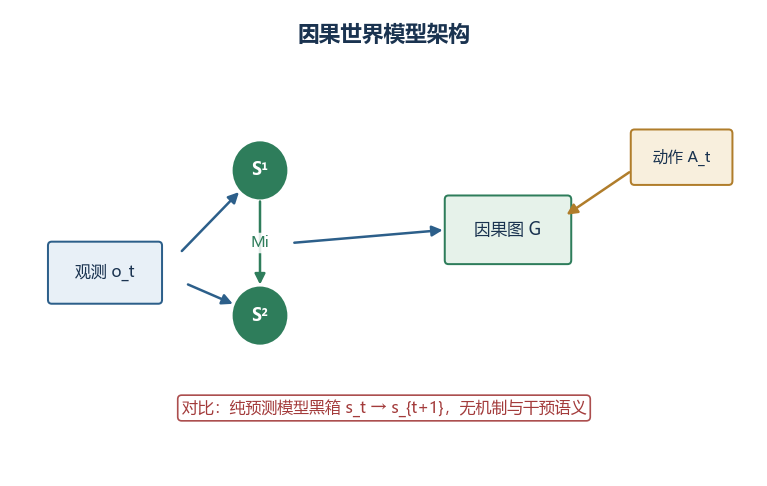 因果世界模型架构
动作 A_t
S¹
因果图 G
Mi
观测 o_t
S²
对比：纯预测模型黑箱 s_t → s_{t+1}，无机制与干预语义